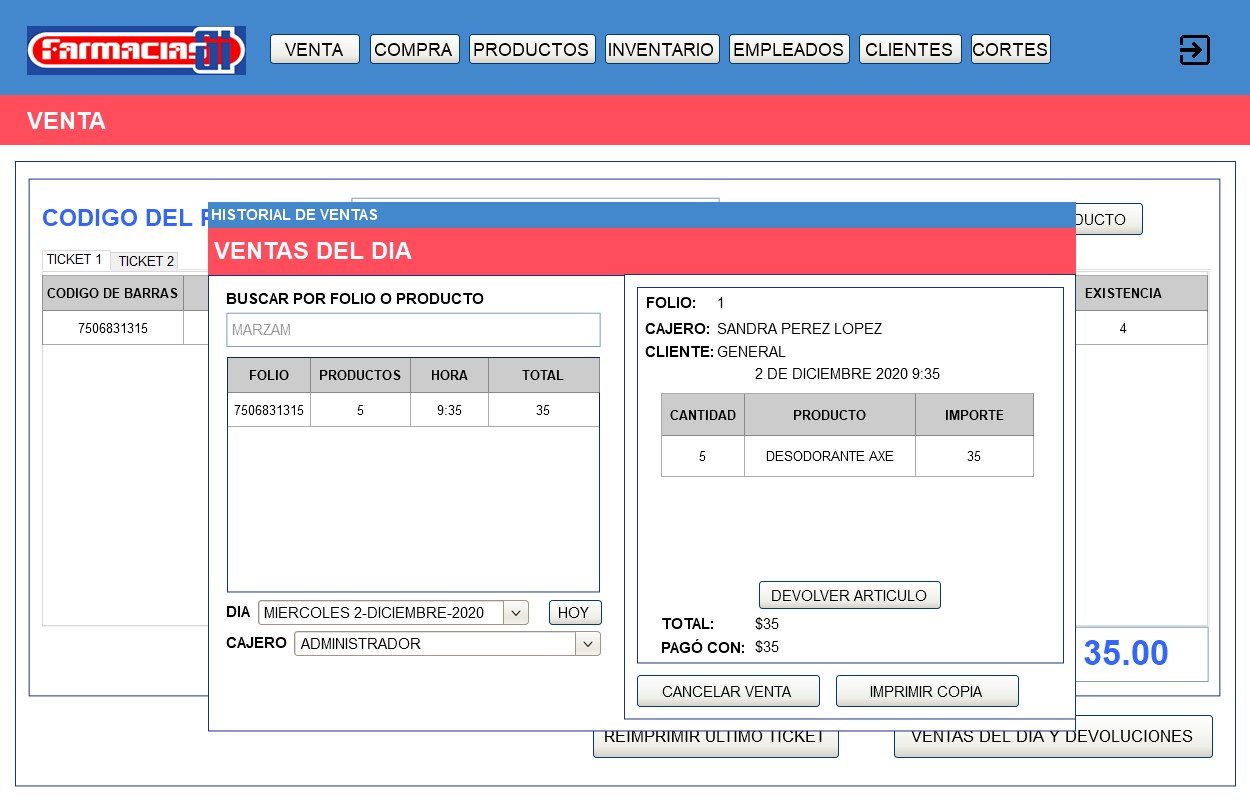 Farmacias GI
VENTA COMPRA PRODUCTOS INVENTARIO EMPLEADOS CLIENTES CORTES
VENTA
CODIGO DEL
DUCTO
TICKET 1 TICKET 2
CODIGO DE BARRAS EXISTENCIA
7506831315 4
HISTORIAL DE VENTAS
VENTAS DEL DIA
BUSCAR POR FOLIO O PRODUCTO
MARZAM
FOLIO PRODUCTOS HORA TOTAL
7506831315 5 9:35 35
DIA MIERCOLES 2-DICIEMBRE-2020 HOY
CAJERO ADMINISTRADOR
FOLIO: 1
CAJERO: SANDRA PEREZ LOPEZ
CLIENTE: GENERAL
2 DE DICIEMBRE 2020 9:35
CANTIDAD PRODUCTO IMPORTE
5 DESODORANTE AXE 35
DEVOLVER ARTICULO
TOTAL: $35
PAGÓ CON: $35
CANCELAR VENTA IMPRIMIR COPIA
35.00
REIMPRIMIR ULTIMO TICKET VENTAS DEL DIA Y DEVOLUCIONES